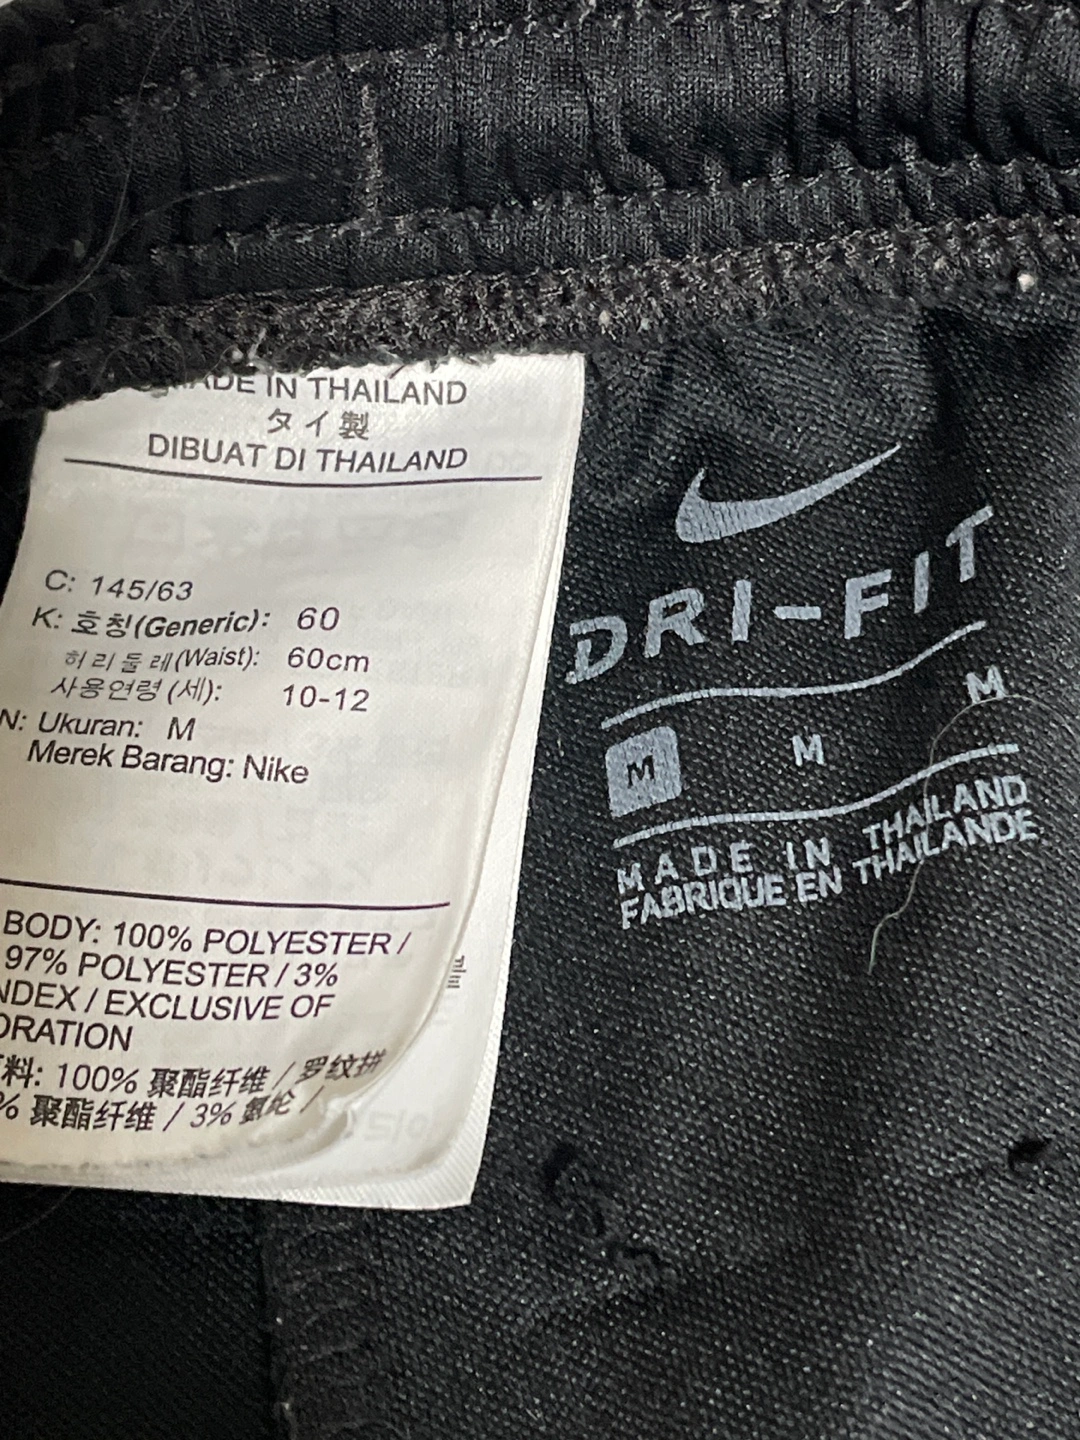 MADE IN THAILAND
タイ製
DIBUAT DI THAILAND
C: 145/63
K: 호칭(Generic): 60
허리둘레(Waist): 60cm
사용연령(세): 10-12
N: Ukuran: M
Merek Barang: Nike
BODY: 100% POLYESTER /
97% POLYESTER / 3%
NDEX / EXCLUSIVE OF
ORATION
料: 100% 聚酯纤维 / 罗纹拼
% 聚酯纤维 / 3% 氨纶 /
DRI-FIT
M M M
MADE IN THAILAND
FABRIQUE EN THAILANDE